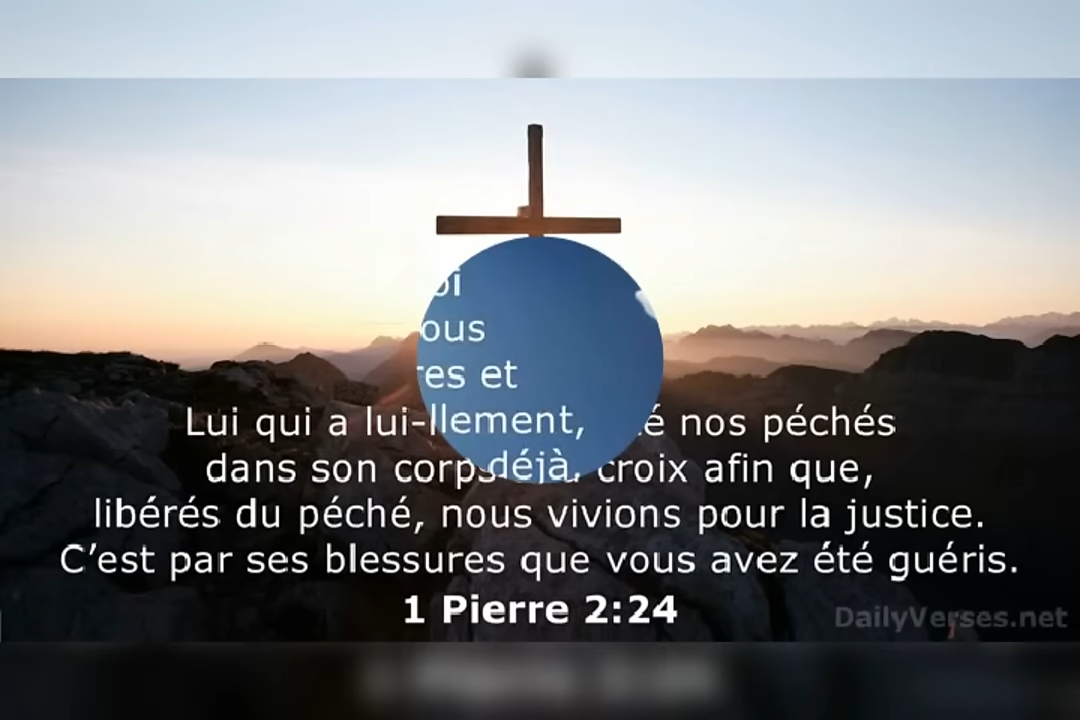 oi
ous
res et
Lui qui a lui-llement, é nos péchés
dans son corps déjà, croix afin que,
libérés du péché, nous vivions pour la justice.
C’est par ses blessures que vous avez été guéris.
1 Pierre 2:24
DailyVerses.net